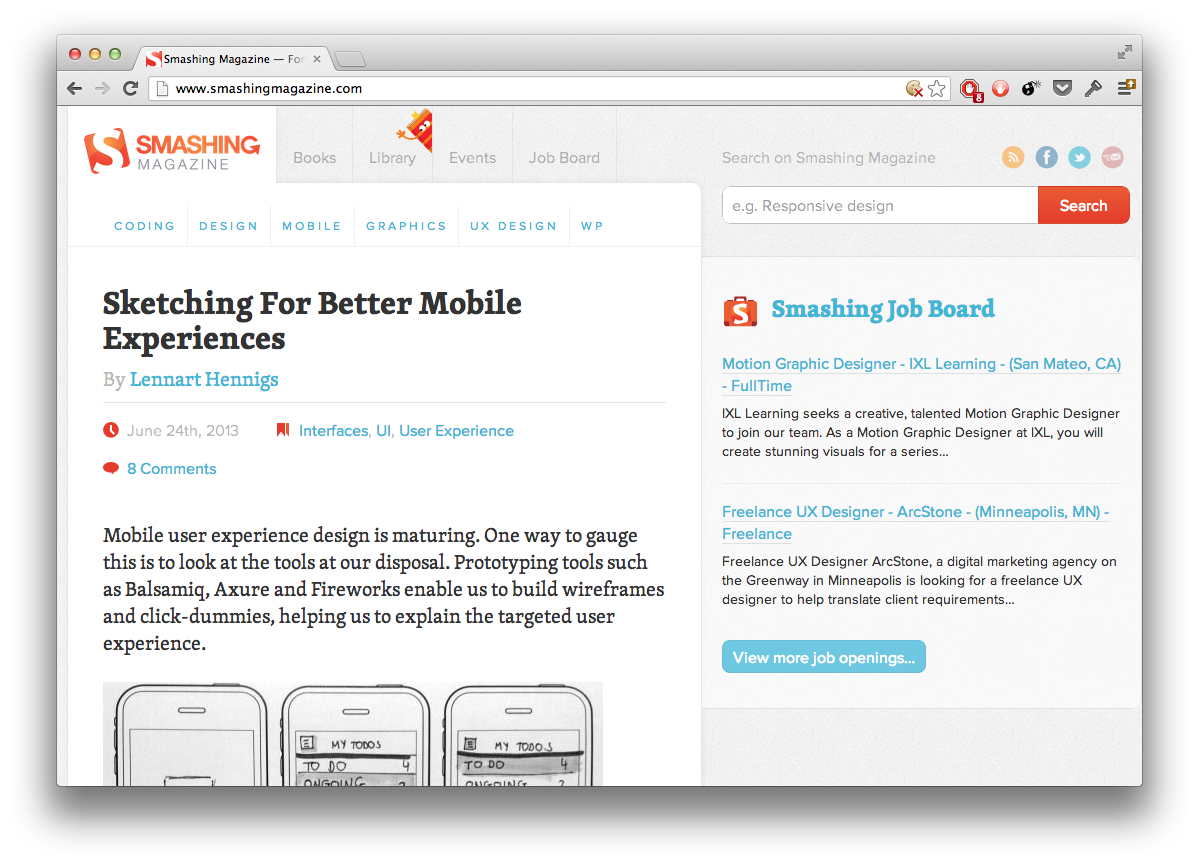 Smashing Magazine — For
www.smashingmagazine.com
8
SMASHING
MAGAZINE
Books
Library
Events
Job Board
Search on Smashing Magazine
e.g. Responsive design
Search
CODING
DESIGN
MOBILE
GRAPHICS
UX DESIGN
WP
Sketching For Better Mobile
Experiences
By Lennart Hennigs
June 24th, 2013
Interfaces, UI, User Experience
8 Comments
Mobile user experience design is maturing. One way to gauge
this is to look at the tools at our disposal. Prototyping tools such
as Balsamiq, Axure and Fireworks enable us to build wireframes
and click-dummies, helping us to explain the targeted user
experience.
MY TODOS
TO DO 4
ONGOING 2
MY TODOS
TO DO 4
ONGOING 2
Smashing Job Board
Motion Graphic Designer - IXL Learning - (San Mateo, CA)
- FullTime
IXL Learning seeks a creative, talented Motion Graphic Designer
to join our team. As a Motion Graphic Designer at IXL, you will
create stunning visuals for a series...
Freelance UX Designer - ArcStone - (Minneapolis, MN) -
Freelance
Freelance UX Designer ArcStone, a digital marketing agency on
the Greenway in Minneapolis is looking for a freelance UX
designer to help translate client requirements...
View more job openings...